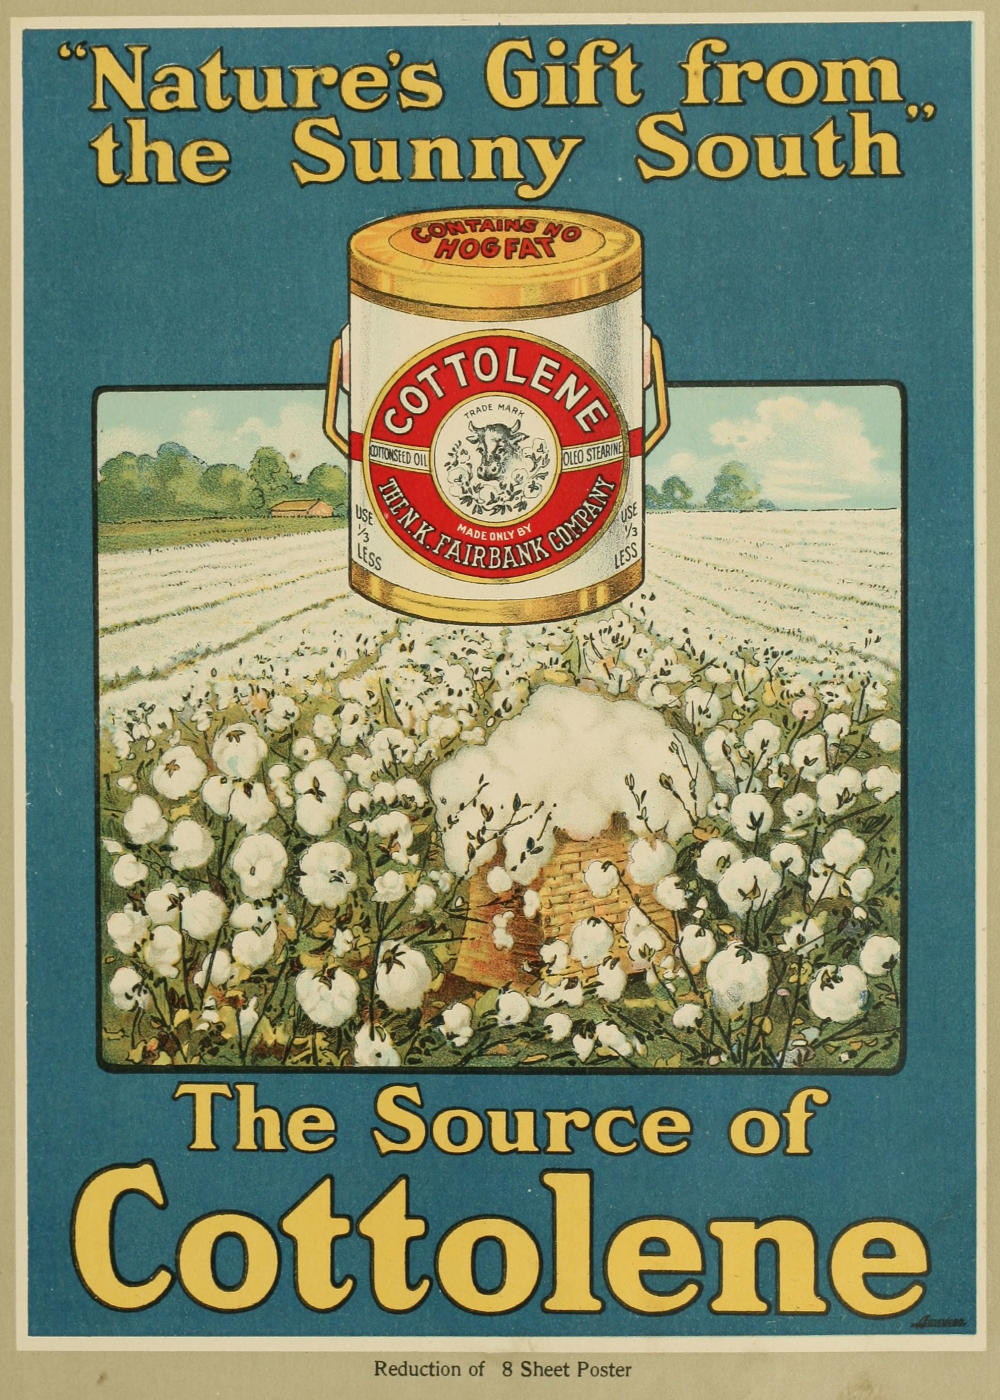 "Nature's Gift from
the Sunny South"
CONTAINS NO
HOG FAT
COTTOLENE
TRADE MARK
COTTONSEED OIL
OLEO STEARINE
MADE ONLY BY
THE N.K. FAIRBANK COMPANY
USE
1/3
LESS
USE
1/3
LESS
The Source of
Cottolene
Reduction of 8 Sheet Poster